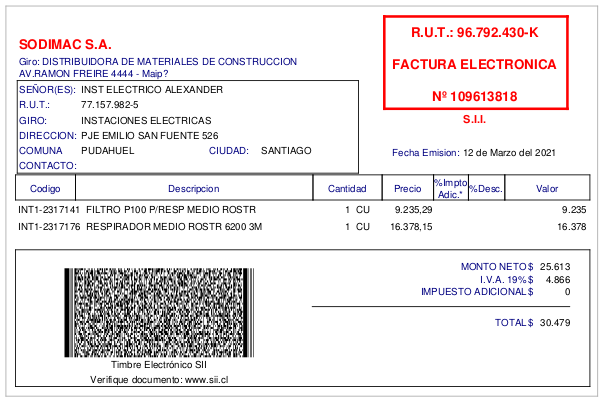 SODIMAC S.A.
Giro: DISTRIBUIDORA DE MATERIALES DE CONSTRUCCION
AV.RAMON FREIRE 4444 - Maip?
R.U.T.: 96.792.430-K
FACTURA ELECTRONICA
Nº 109613818
S.I.I.
SEÑOR(ES): INST ELECTRICO ALEXANDER
R.U.T.: 77.157.982-5
GIRO: INSTACIONES ELECTRICAS
DIRECCION: PJE EMILIO SAN FUENTE 526
COMUNA PUDAHUEL CIUDAD: SANTIAGO
CONTACTO:
Fecha Emision: 12 de Marzo del 2021
Codigo Descripcion Cantidad Precio %Impto Adic.* %Desc. Valor
INT1-2317141 FILTRO P100 P/RESP MEDIO ROSTR 1 CU 9.235,29 9.235
INT1-2317176 RESPIRADOR MEDIO ROSTR 6200 3M 1 CU 16.378,15 16.378
MONTO NETO $ 25.613
I.V.A. 19% $ 4.866
IMPUESTO ADICIONAL $ 0
TOTAL $ 30.479
Timbre Electrónico SII
Verifique documento: www.sii.cl